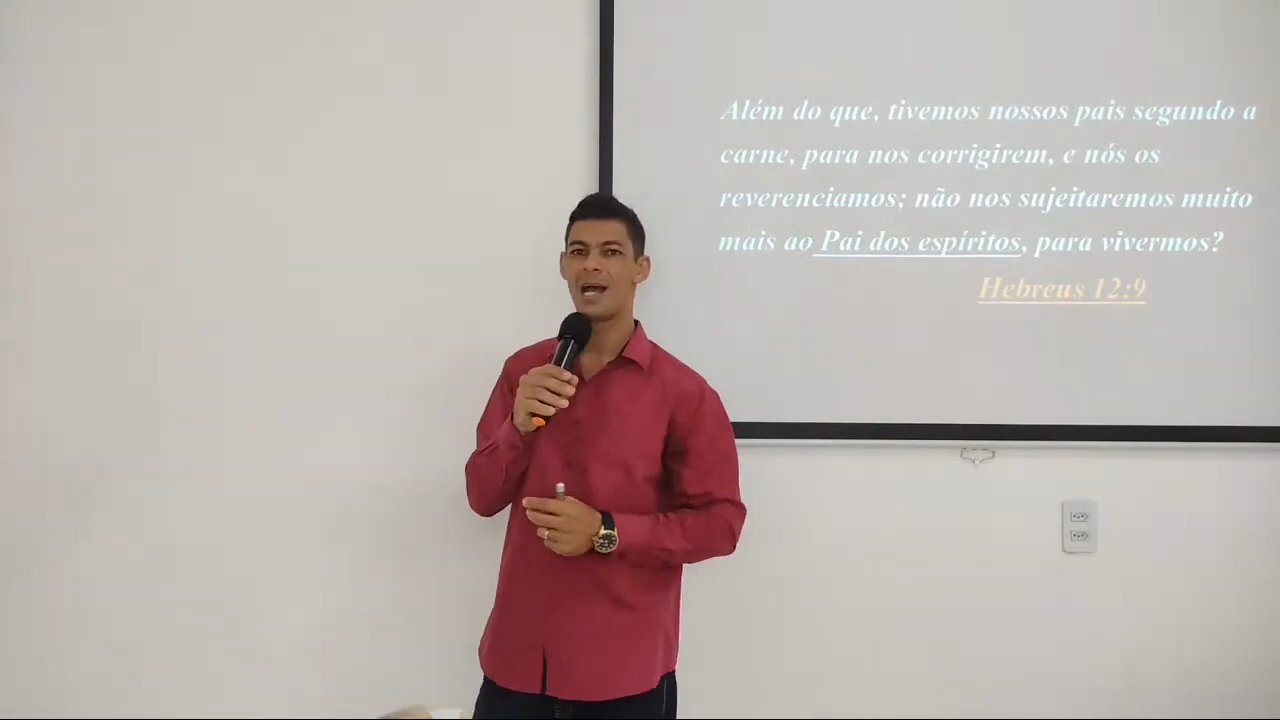 Além do que, tivemos nossos pais segundo a
carne, para nos corrigirem, e nós os
reverenciamos; não nos sujeitaremos muito
mais ao Pai dos espíritos, para vivermos?
Hebreus 12:9